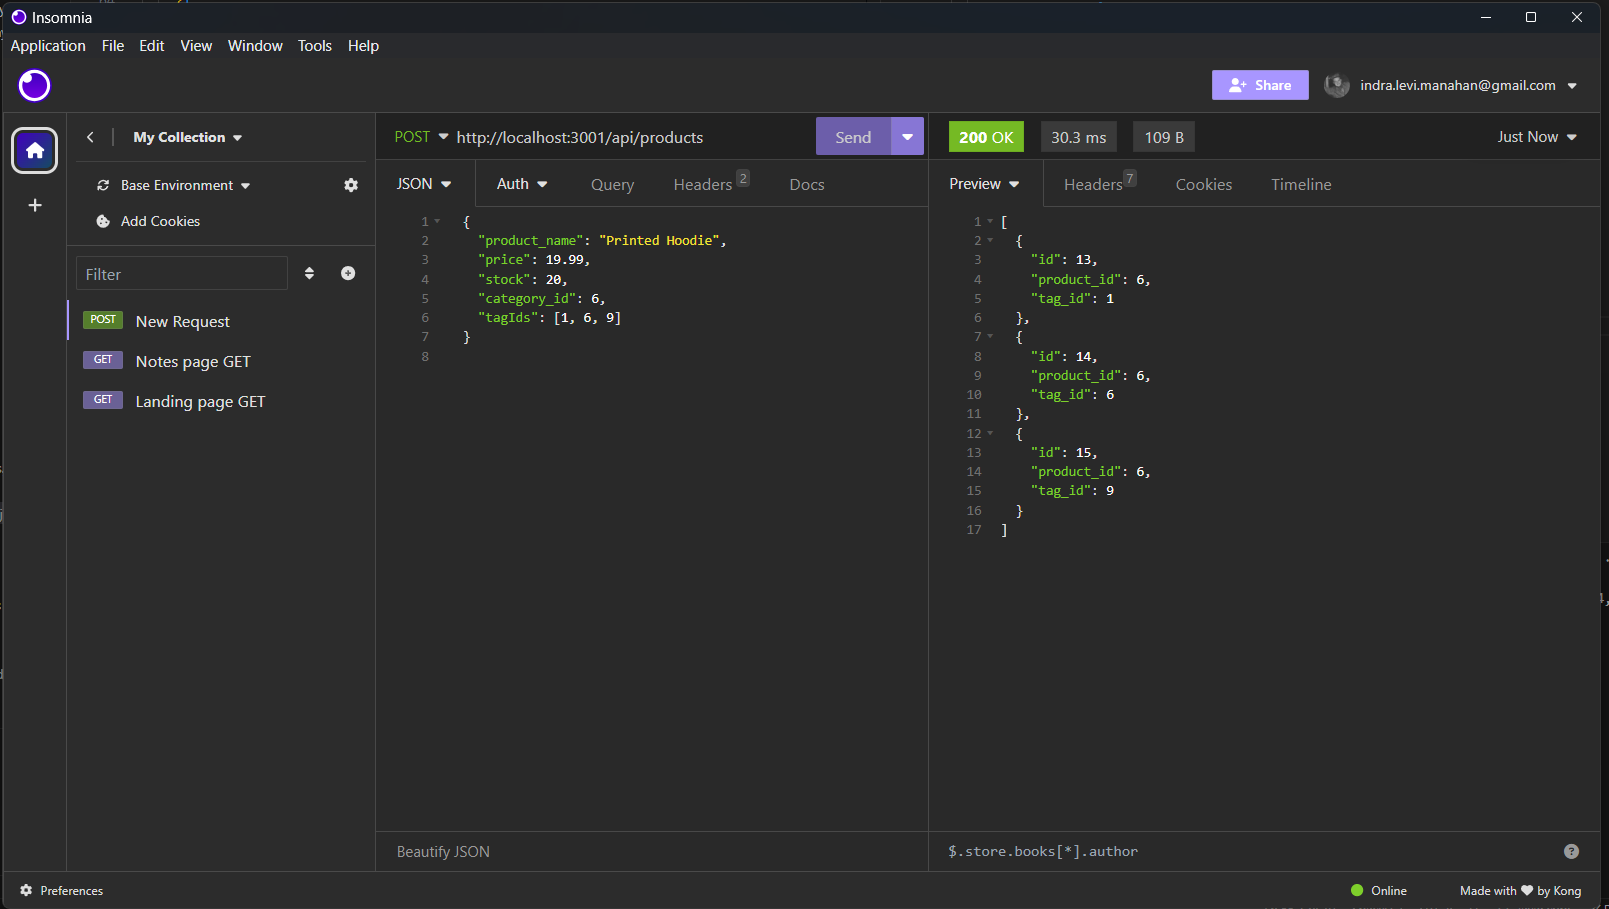 Insomnia
Application File Edit View Window Tools Help
Share indra.levi.manahan@gmail.com
My Collection
Base Environment
Add Cookies
Filter
POST New Request
GET Notes page GET
GET Landing page GET
POST http://localhost:3001/api/products Send
JSON Auth Query Headers 2 Docs
1 {
2 "product_name": "Printed Hoodie",
3 "price": 19.99,
4 "stock": 20,
5 "category_id": 6,
6 "tagIds": [1, 6, 9]
7 }
8
Beautify JSON
200 OK 30.3 ms 109 B Just Now
Preview Headers 7 Cookies Timeline
1 [
2 {
3 "id": 13,
4 "product_id": 6,
5 "tag_id": 1
6 },
7 {
8 "id": 14,
9 "product_id": 6,
10 "tag_id": 6
11 },
12 {
13 "id": 15,
14 "product_id": 6,
15 "tag_id": 9
16 }
17 ]
$.store.books[*].author
Preferences Online Made with ❤ by Kong